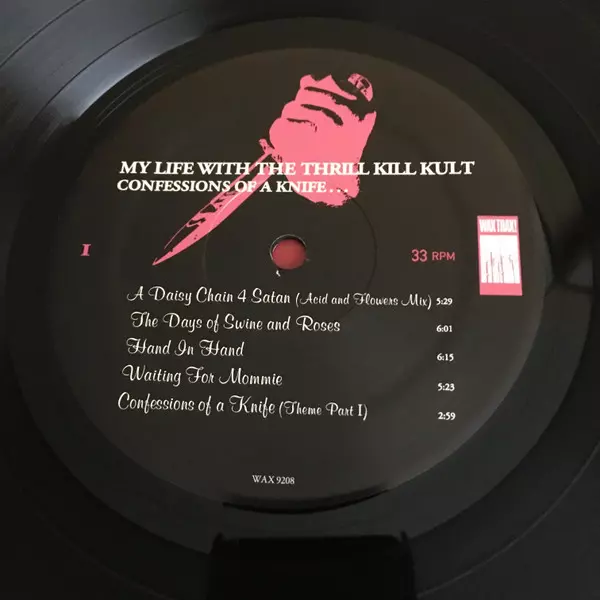 MY LIFE WITH THE THRILL KILL KULT
CONFESSIONS OF A KNIFE...
I
33 RPM
WAX TRAX!
A Daisy Chain 4 Satan (Acid and Flowers Mix) 5:29
The Days of Swine and Roses 6:01
Hand In Hand 6:15
Waiting For Mommie 5:23
Confessions of a Knife (Theme Part I) 2:59
WAX 9208